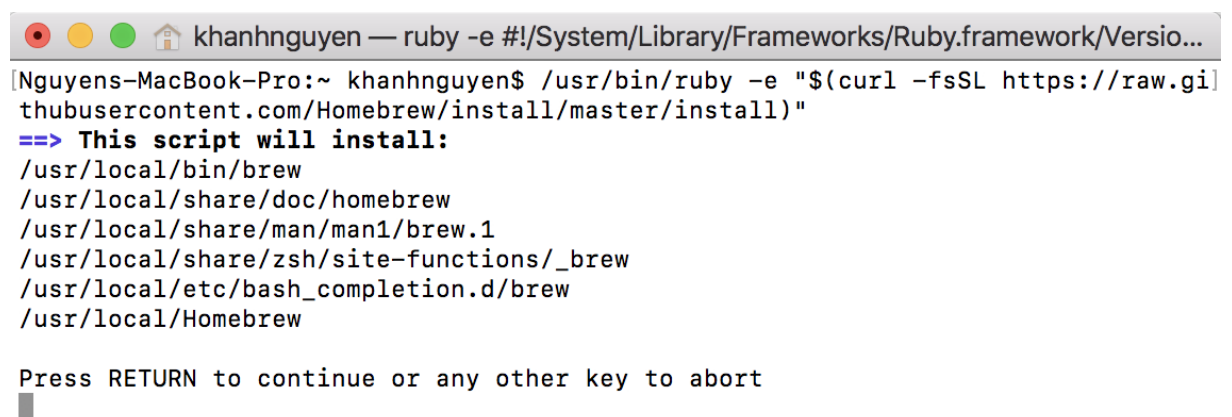 khanhnguyen — ruby -e #!/System/Library/Frameworks/Ruby.framework/Versio...
[Nguyens-MacBook-Pro:~ khanhnguyen$ /usr/bin/ruby -e "$(curl -fsSL https://raw.gi]
thubusercontent.com/Homebrew/install/master/install)"
==> This script will install:
/usr/local/bin/brew
/usr/local/share/doc/homebrew
/usr/local/share/man/man1/brew.1
/usr/local/share/zsh/site-functions/_brew
/usr/local/etc/bash_completion.d/brew
/usr/local/Homebrew
Press RETURN to continue or any other key to abort